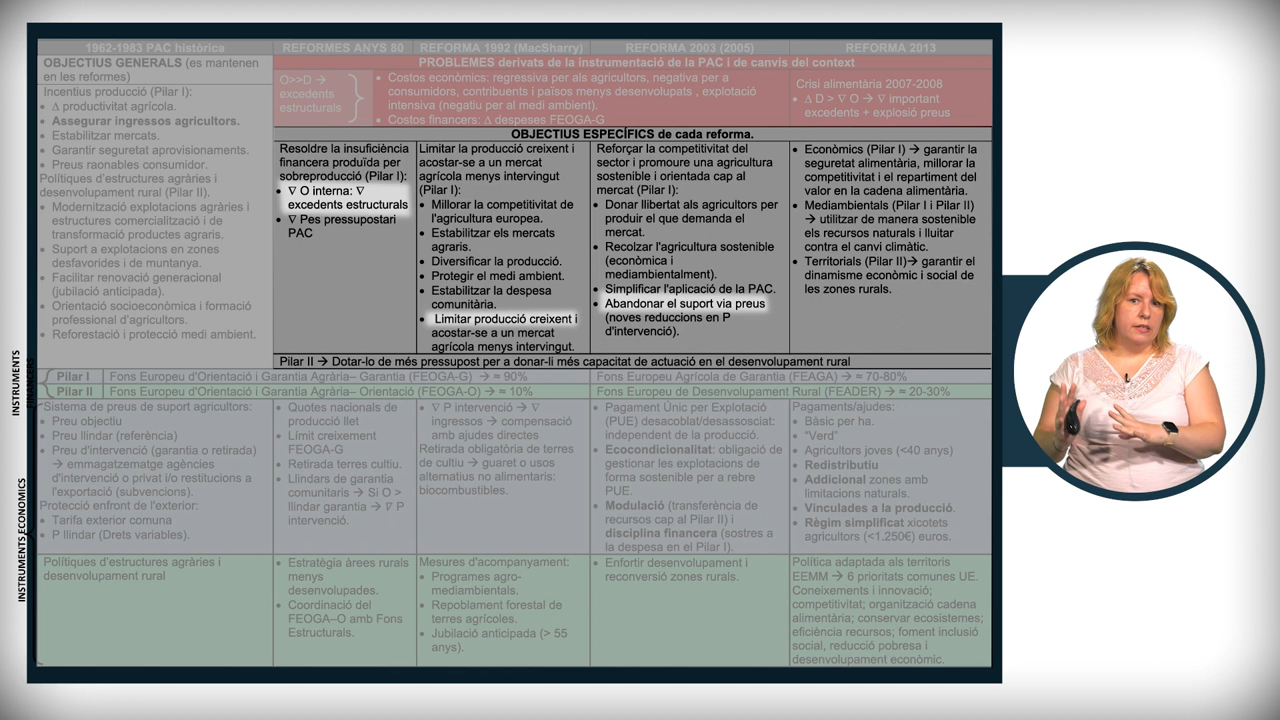 1962-1983 PAC històrica
REFORMES ANYS 80
REFORMA 1992 (MacSharry)
REFORMA 2003 (2005)
REFORMA 2013
OBJECTIUS GENERALS (es mantenen
en les reformes)
Incentius producció (Pilar I):
• Δ productivitat agrícola.
• Assegurar ingressos agricultors.
• Estabilitzar mercats.
• Garantir seguretat aprovisionaments.
• Preus raonables consumidor.
Polítiques d'estructures agràries i
desenvolupament rural (Pilar II).
• Modernització explotacions agràries i
estructures comercialització i de
transformació productes agraris.
• Suport a explotacions en zones
desfavorides i de muntanya.
• Facilitar renovació generacional
(jubilació anticipada).
• Orientació socioeconòmica i formació
professional d'agricultors.
• Reforestació i protecció medi ambient.
PROBLEMES derivats de la instrumentació de la PAC i de canvis del context
O>>D →
excedents
estructurals
• Costos econòmics: regressiva per als agricultors, negativa per a
consumidors, contribuents i països menys desenvolupats , explotació
intensiva (negatiu per al medi ambient).
• Costos financers: Δ despeses FEOGA-G
Crisi alimentària 2007-2008
• Δ D > ∇ O → ∇ important
excedents + explosió preus
OBJECTIUS ESPECÍFICS de cada reforma.
Resoldre la insuficiència
financera produïda per
sobreproducció (Pilar I):
• ∇ O interna: ∇
excedents estructurals
• ∇ Pes pressupostari
PAC
Limitar la producció creixent i
acostar-se a un mercat
agrícola menys intervingut
(Pilar I):
• Millorar la competitivitat de
l'agricultura europea.
• Estabilitzar els mercats
agraris.
• Diversificar la producció.
• Protegir el medi ambient.
• Estabilitzar la despesa
comunitària.
• Limitar producció creixent i
acostar-se a un mercat
agrícola menys intervingut.
Reforçar la competitivitat del
sector i promoure una agricultura
sostenible i orientada cap al
mercat (Pilar I):
• Donar llibertat als agricultors per
produir el que demanda el
mercat.
• Recolzar l'agricultura sostenible
(econòmica i
mediambientalment).
• Simplificar l'aplicació de la PAC.
• Abandonar el suport via preus
(noves reduccions en P
d'intervenció).
• Econòmics (Pilar I) → garantir la
seguretat alimentària, millorar la
competitivitat i el repartiment del
valor en la cadena alimentària.
• Mediambientals (Pilar I i Pilar II)
→ utilitzar de manera sostenible
els recursos naturals i lluitar
contra el canvi climàtic.
• Territorials (Pilar II)→ garantir el
dinamisme econòmic i social de
les zones rurals.
Pilar II → Dotar-lo de més pressupost per a donar-li més capacitat de actuació en el desenvolupament rural
INSTRUMENTS
FINANCERS
Pilar I
Fons Europeu d'Orientació i Garantia Agrària– Garantia (FEOGA-G) → ≈ 90%
Fons Europeu Agrícola de Garantia (FEAGA) → ≈ 70-80%
Pilar II
Fons Europeu d'Orientació i Garantia Agrària– Orientació (FEOGA-O) → ≈ 10%
Fons Europeu de Desenvolupament Rural (FEADER) → ≈ 20-30%
INSTRUMENTS ECONOMICS
Sistema de preus de suport agricultors:
• Preu objectiu
• Preu llindar (referència)
• Preu d'intervenció (garantia o retirada)
→ emmagatzematge agències
d'intervenció o privat i/o restitucions a
l'exportació (subvencions).
Protecció enfront de l'exterior:
• Tarifa exterior comuna
• P llindar (Drets variables).
• Quotes nacionals de
producció llet
• Límit creixement
FEOGA-G
• Retirada terres cultiu.
• Llindars de garantia
comunitaris → Si O >
llindar garantia → ∇ P
intervenció.
• ∇ P intervenció → ∇
ingressos → compensació
amb ajudes directes
Retirada obligatòria de terres
de cultiu → guaret o usos
alternatius no alimentaris:
biocombustibles.
• Pagament Únic per Explotació
(PUE) desacoblat/desassociat:
independent de la producció.
• Ecocondicionalitat: obligació de
gestionar les explotacions de
forma sostenible per a rebre
PUE.
• Modulació (transferència de
recursos cap al Pilar II) i
disciplina financera (sostres a
la despesa en el Pilar I).
Pagaments/ajudes:
• Bàsic per ha.
• “Verd”
• Agricultors joves (<40 anys)
• Redistributiu
• Addicional zones amb
limitacions naturals.
• Vinculades a la producció.
• Règim simplificat xicotets
agricultors (<1.250€) euros.
Polítiques d'estructures agràries i
desenvolupament rural
• Estratègia àrees rurals
menys
desenvolupades.
• Coordinació del
FEOGA–O amb Fons
Estructurals.
Mesures d'acompanyament:
• Programes agro-
mediambientals.
• Repoblament forestal de
terres agrícoles.
• Jubilació anticipada (> 55
anys).
• Enfortir desenvolupament i
reconversió zones rurals.
Política adaptada als territoris
EEMM → 6 prioritats comunes UE.
Coneixements i innovació;
competitivitat; organització cadena
alimentària; conservar ecosistemes;
eficiència recursos; foment inclusió
social, reducció pobresa i
desenvolupament econòmic.